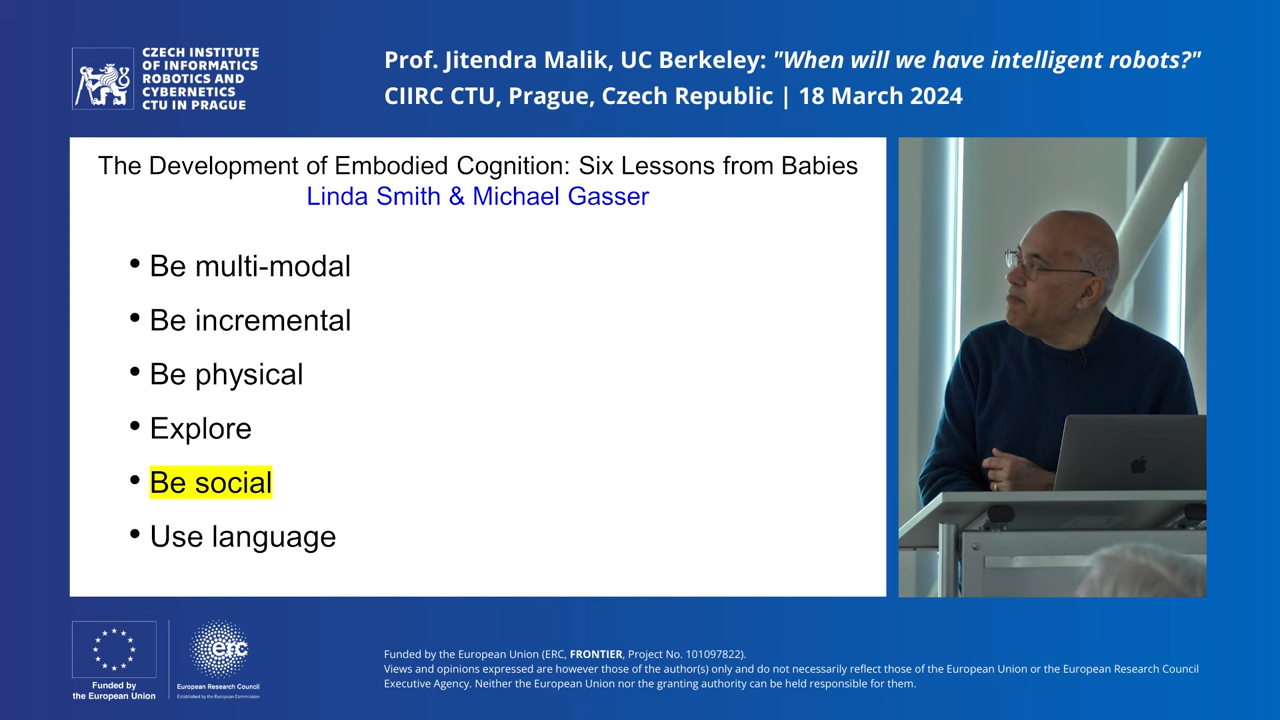 CZECH INSTITUTE
OF INFORMATICS
ROBOTICS AND
CYBERNETICS
CTU IN PRAGUE
Prof. Jitendra Malik, UC Berkeley: "When will we have intelligent robots?"
CIIRC CTU, Prague, Czech Republic | 18 March 2024
The Development of Embodied Cognition: Six Lessons from Babies
Linda Smith & Michael Gasser
• Be multi-modal
• Be incremental
• Be physical
• Explore
• Be social
• Use language
Funded by
the European Union
erc
European Research Council
Established by the European Commission
Funded by the European Union (ERC, FRONTIER, Project No. 101097822).
Views and opinions expressed are however those of the author(s) only and do not necessarily reflect those of the European Union or the European Research Council
Executive Agency. Neither the European Union nor the granting authority can be held responsible for them.